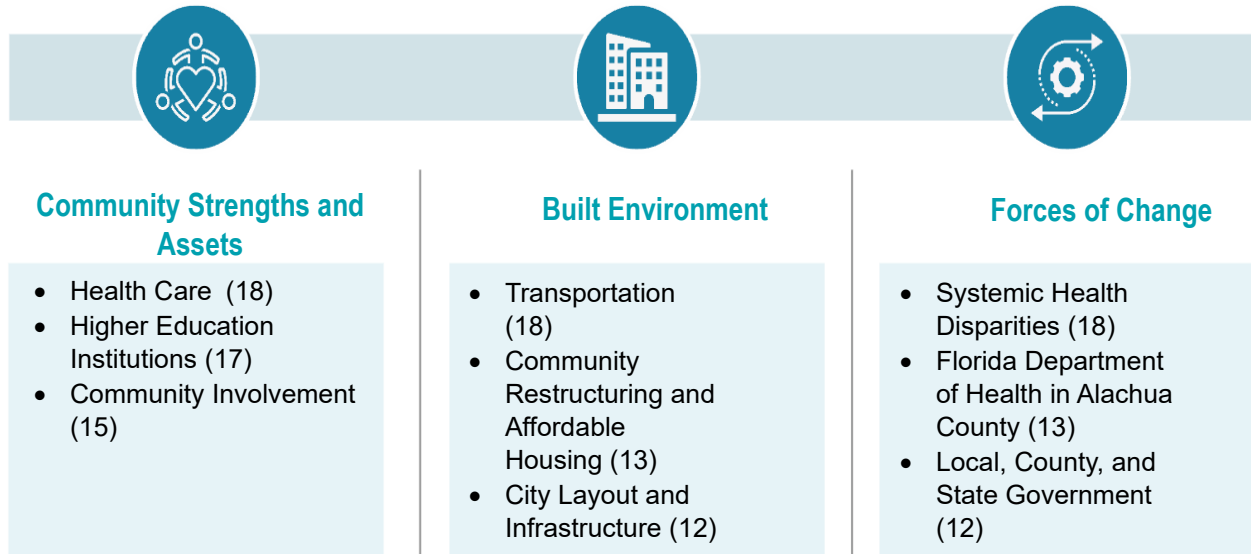 Community Strengths and
Assets
• Health Care (18)
• Higher Education
Institutions (17)
• Community Involvement
(15)
Built Environment
• Transportation
(18)
• Community
Restructuring and
Affordable
Housing (13)
• City Layout and
Infrastructure (12)
Forces of Change
• Systemic Health
Disparities (18)
• Florida Department
of Health in Alachua
County (13)
• Local, County, and
State Government
(12)